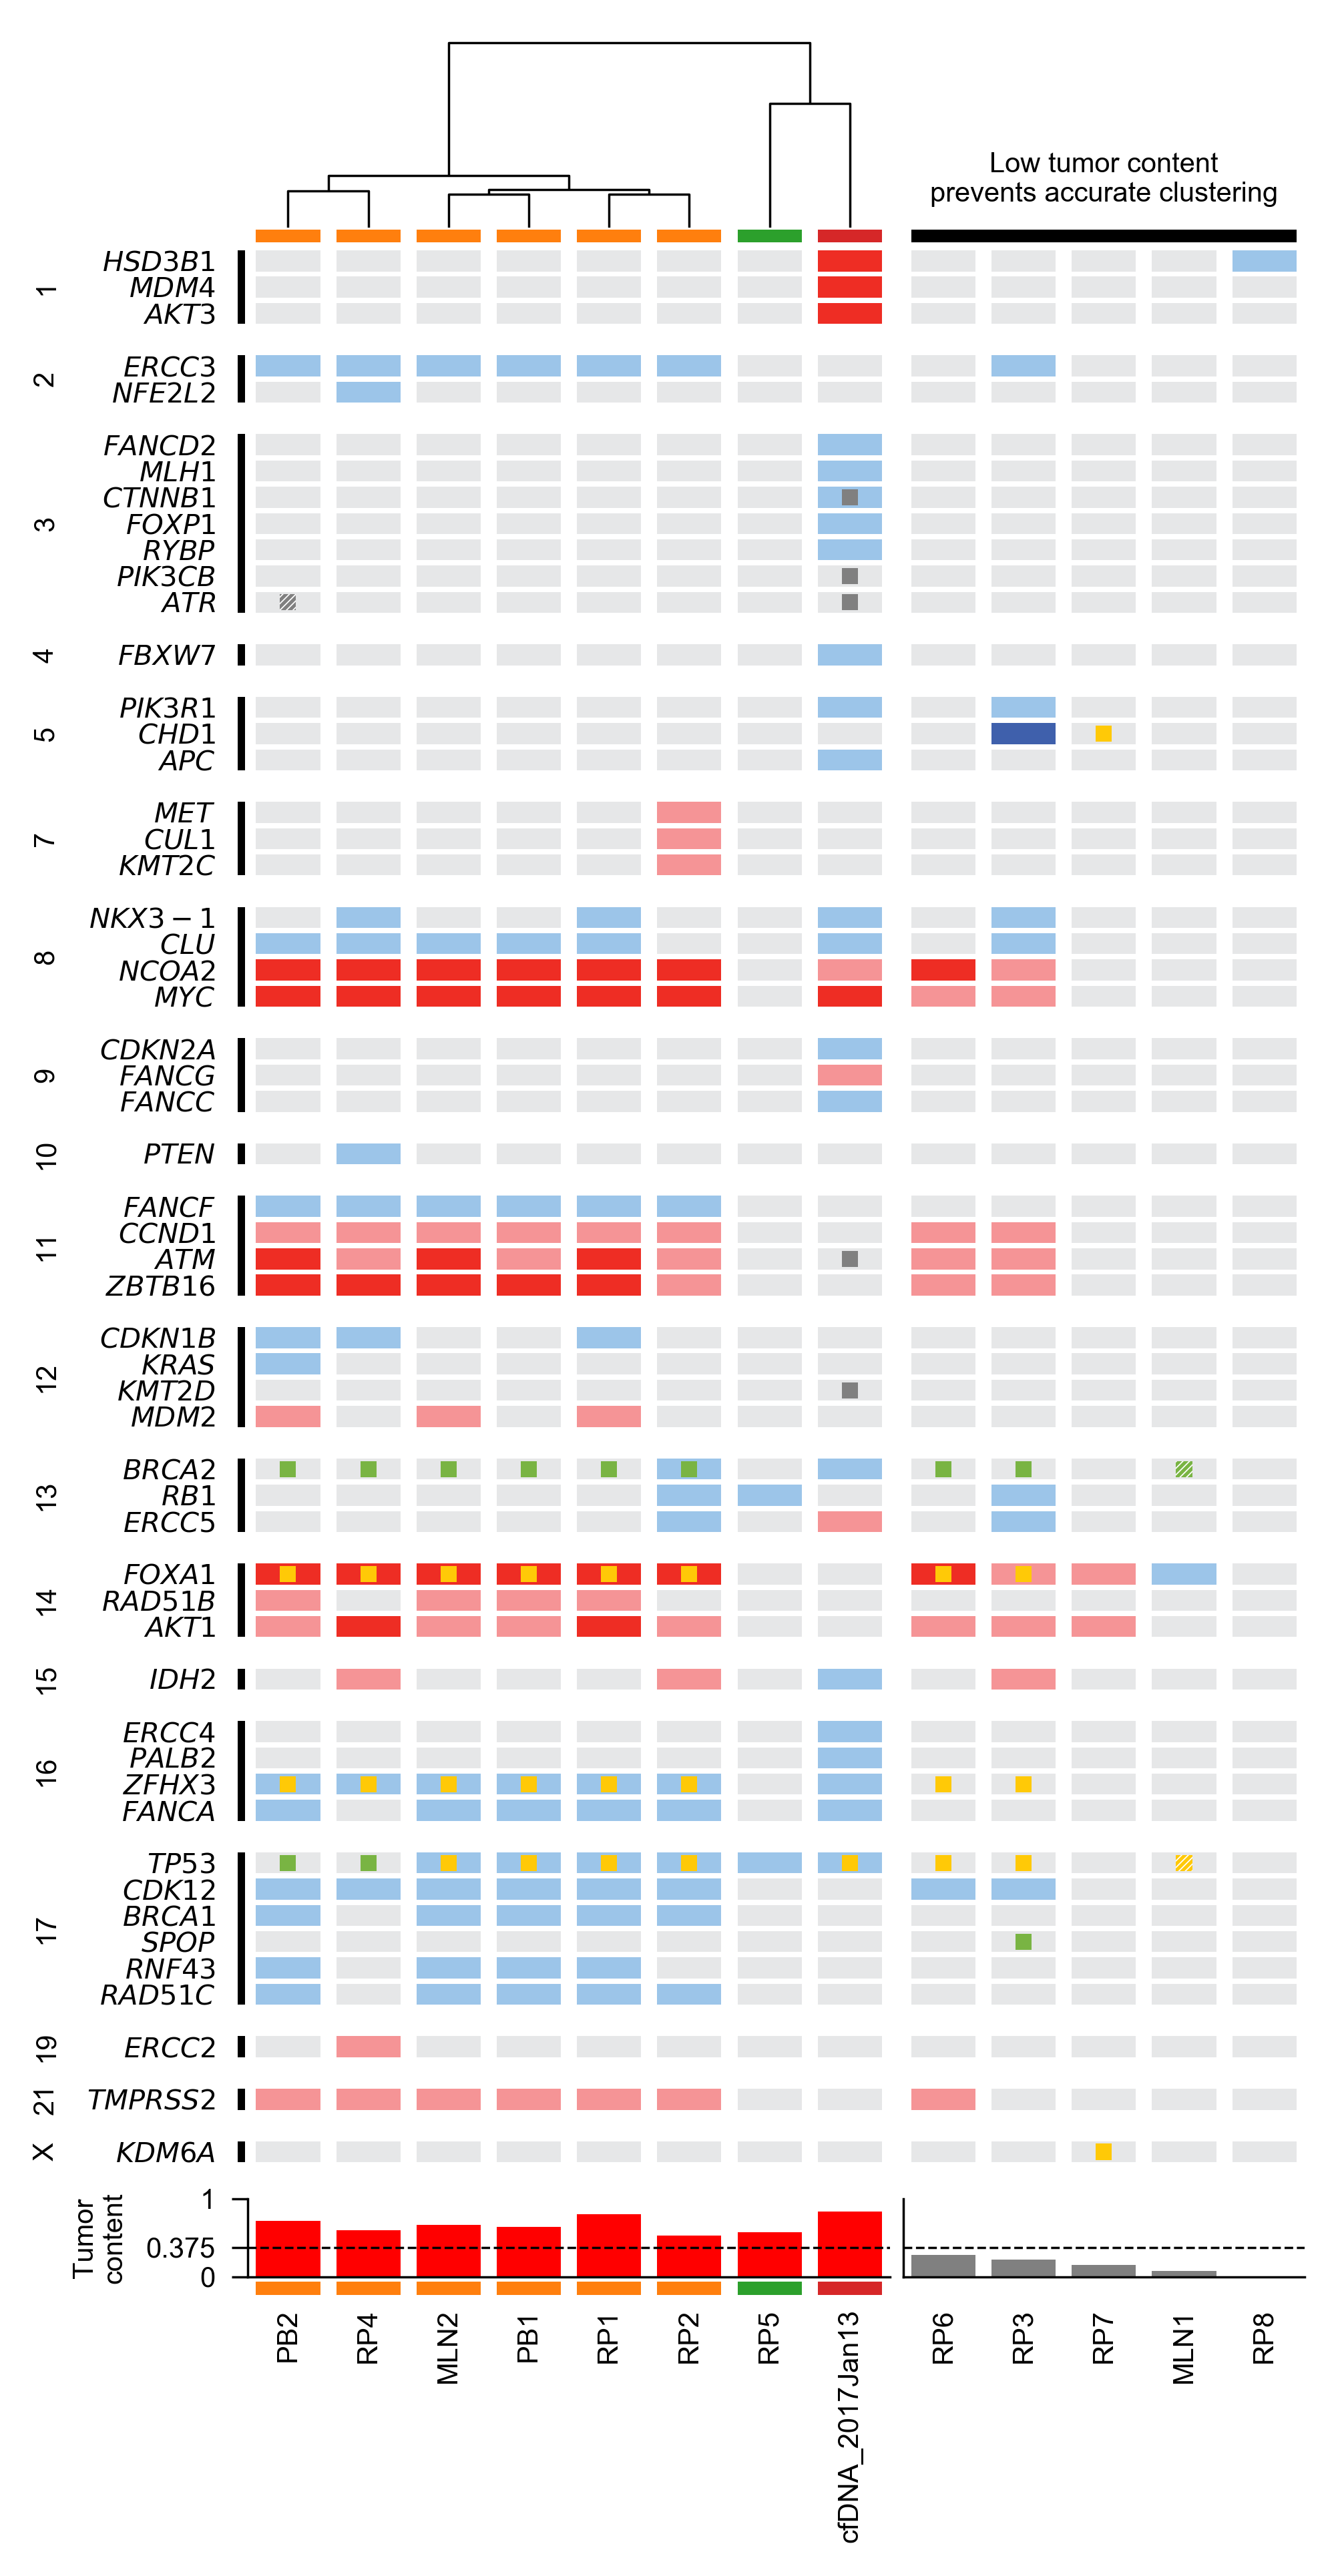 Low tumor content
prevents accurate clustering
1
HSD3B1
MDM4
AKT3
2
ERCC3
NFE2L2
3
FANCD2
MLH1
CTNNB1
FOXP1
RYBP
PIK3CB
ATR
4
FBXW7
5
PIK3R1
CHD1
APC
7
MET
CUL1
KMT2C
8
NKX3−1
CLU
NCOA2
MYC
9
CDKN2A
FANCG
FANCC
10
PTEN
11
FANCF
CCND1
ATM
ZBTB16
12
CDKN1B
KRAS
KMT2D
MDM2
13
BRCA2
RB1
ERCC5
14
FOXA1
RAD51B
AKT1
15
IDH2
16
ERCC4
PALB2
ZFHX3
FANCA
17
TP53
CDK12
BRCA1
SPOP
RNF43
RAD51C
19
ERCC2
21
TMPRSS2
X
KDM6A
Tumor
content
1
0.375
0
PB2
RP4
MLN2
PB1
RP1
RP2
RP5
cfDNA_2017Jan13
RP6
RP3
RP7
MLN1
RP8